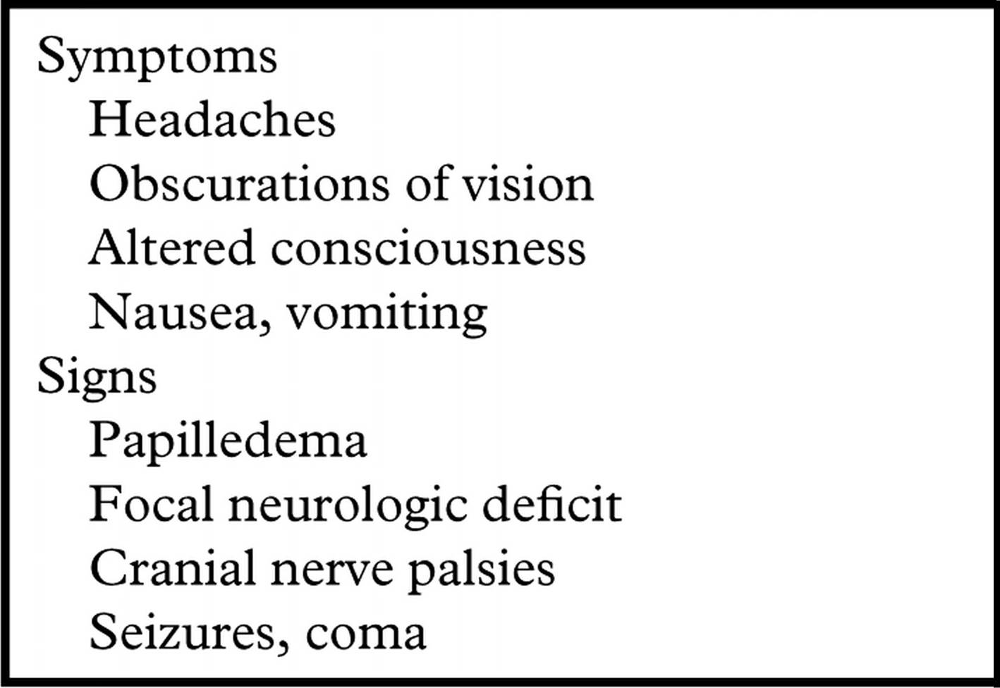 Symptoms
Headaches
Obscurations of vision
Altered consciousness
Nausea, vomiting
Signs
Papilledema
Focal neurologic deficit
Cranial nerve palsies
Seizures, coma